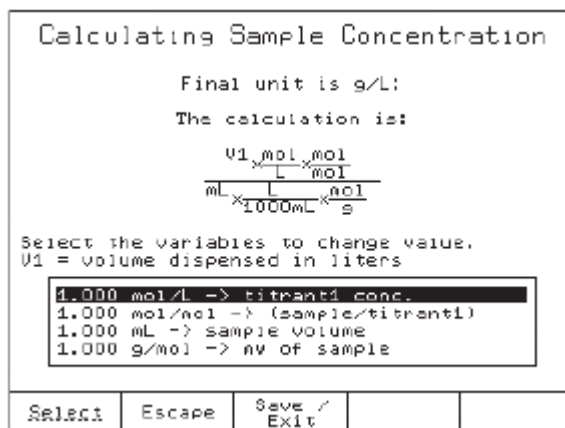 Calculating Sample Concentration
Final unit is g/L:
The calculation is:
V1 × mol/L × mol/mol
mL × L/1000mL × mol/g
Select the variables to change value.
V1 = volume dispensed in liters
1.000 mol/L -> titrant1 conc.
1.000 mol/mol -> (sample/titrant1)
1.000 mL -> sample volume
1.000 g/mol -> mw of sample
Select
Escape
Save /
Exit